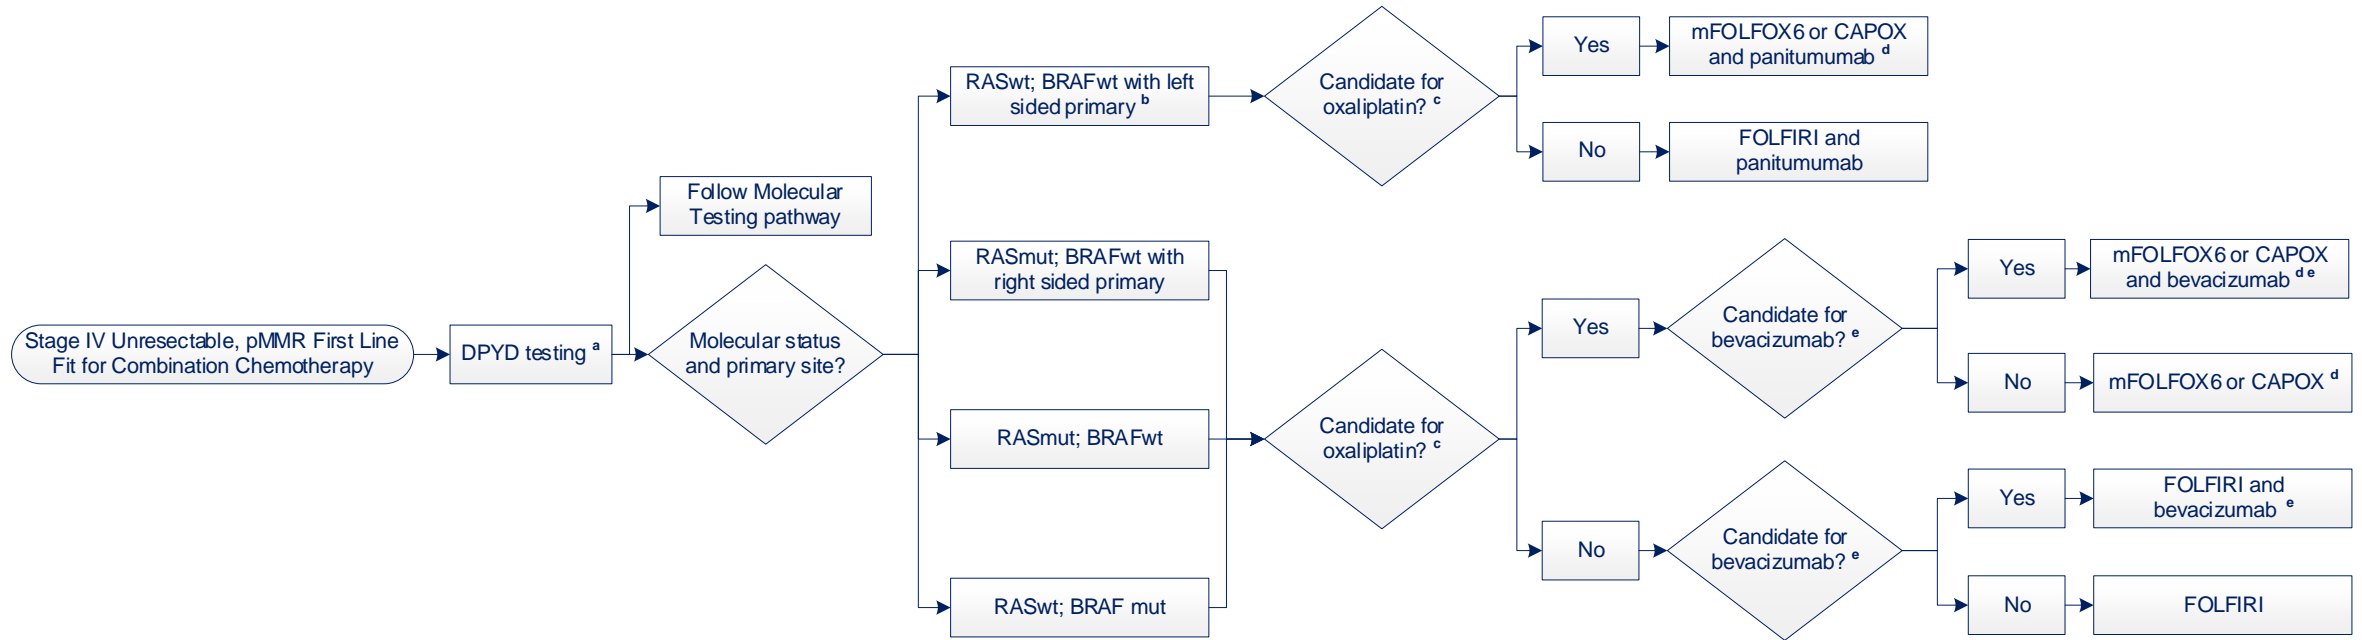 Stage IV Unresectable, pMMR First Line
Fit for Combination Chemotherapy
DPYD testing a
Follow Molecular
Testing pathway
Molecular status
and primary site?
RASwt; BRAFwt with left
sided primary b
Candidate for
oxaliplatin? c
Yes
mFOLFOX6 or CAPOX
and panitumumab d
No
FOLFIRI and
panitumumab
RASmut; BRAFwt with
right sided primary
RASmut; BRAFwt
RASwt; BRAF mut
Candidate for
oxaliplatin? c
Yes
Candidate for
bevacizumab? e
Yes
mFOLFOX6 or CAPOX
and bevacizumab d e
No
mFOLFOX6 or CAPOX d
No
Candidate for
bevacizumab? e
Yes
FOLFIRI and
bevacizumab e
No
FOLFIRI